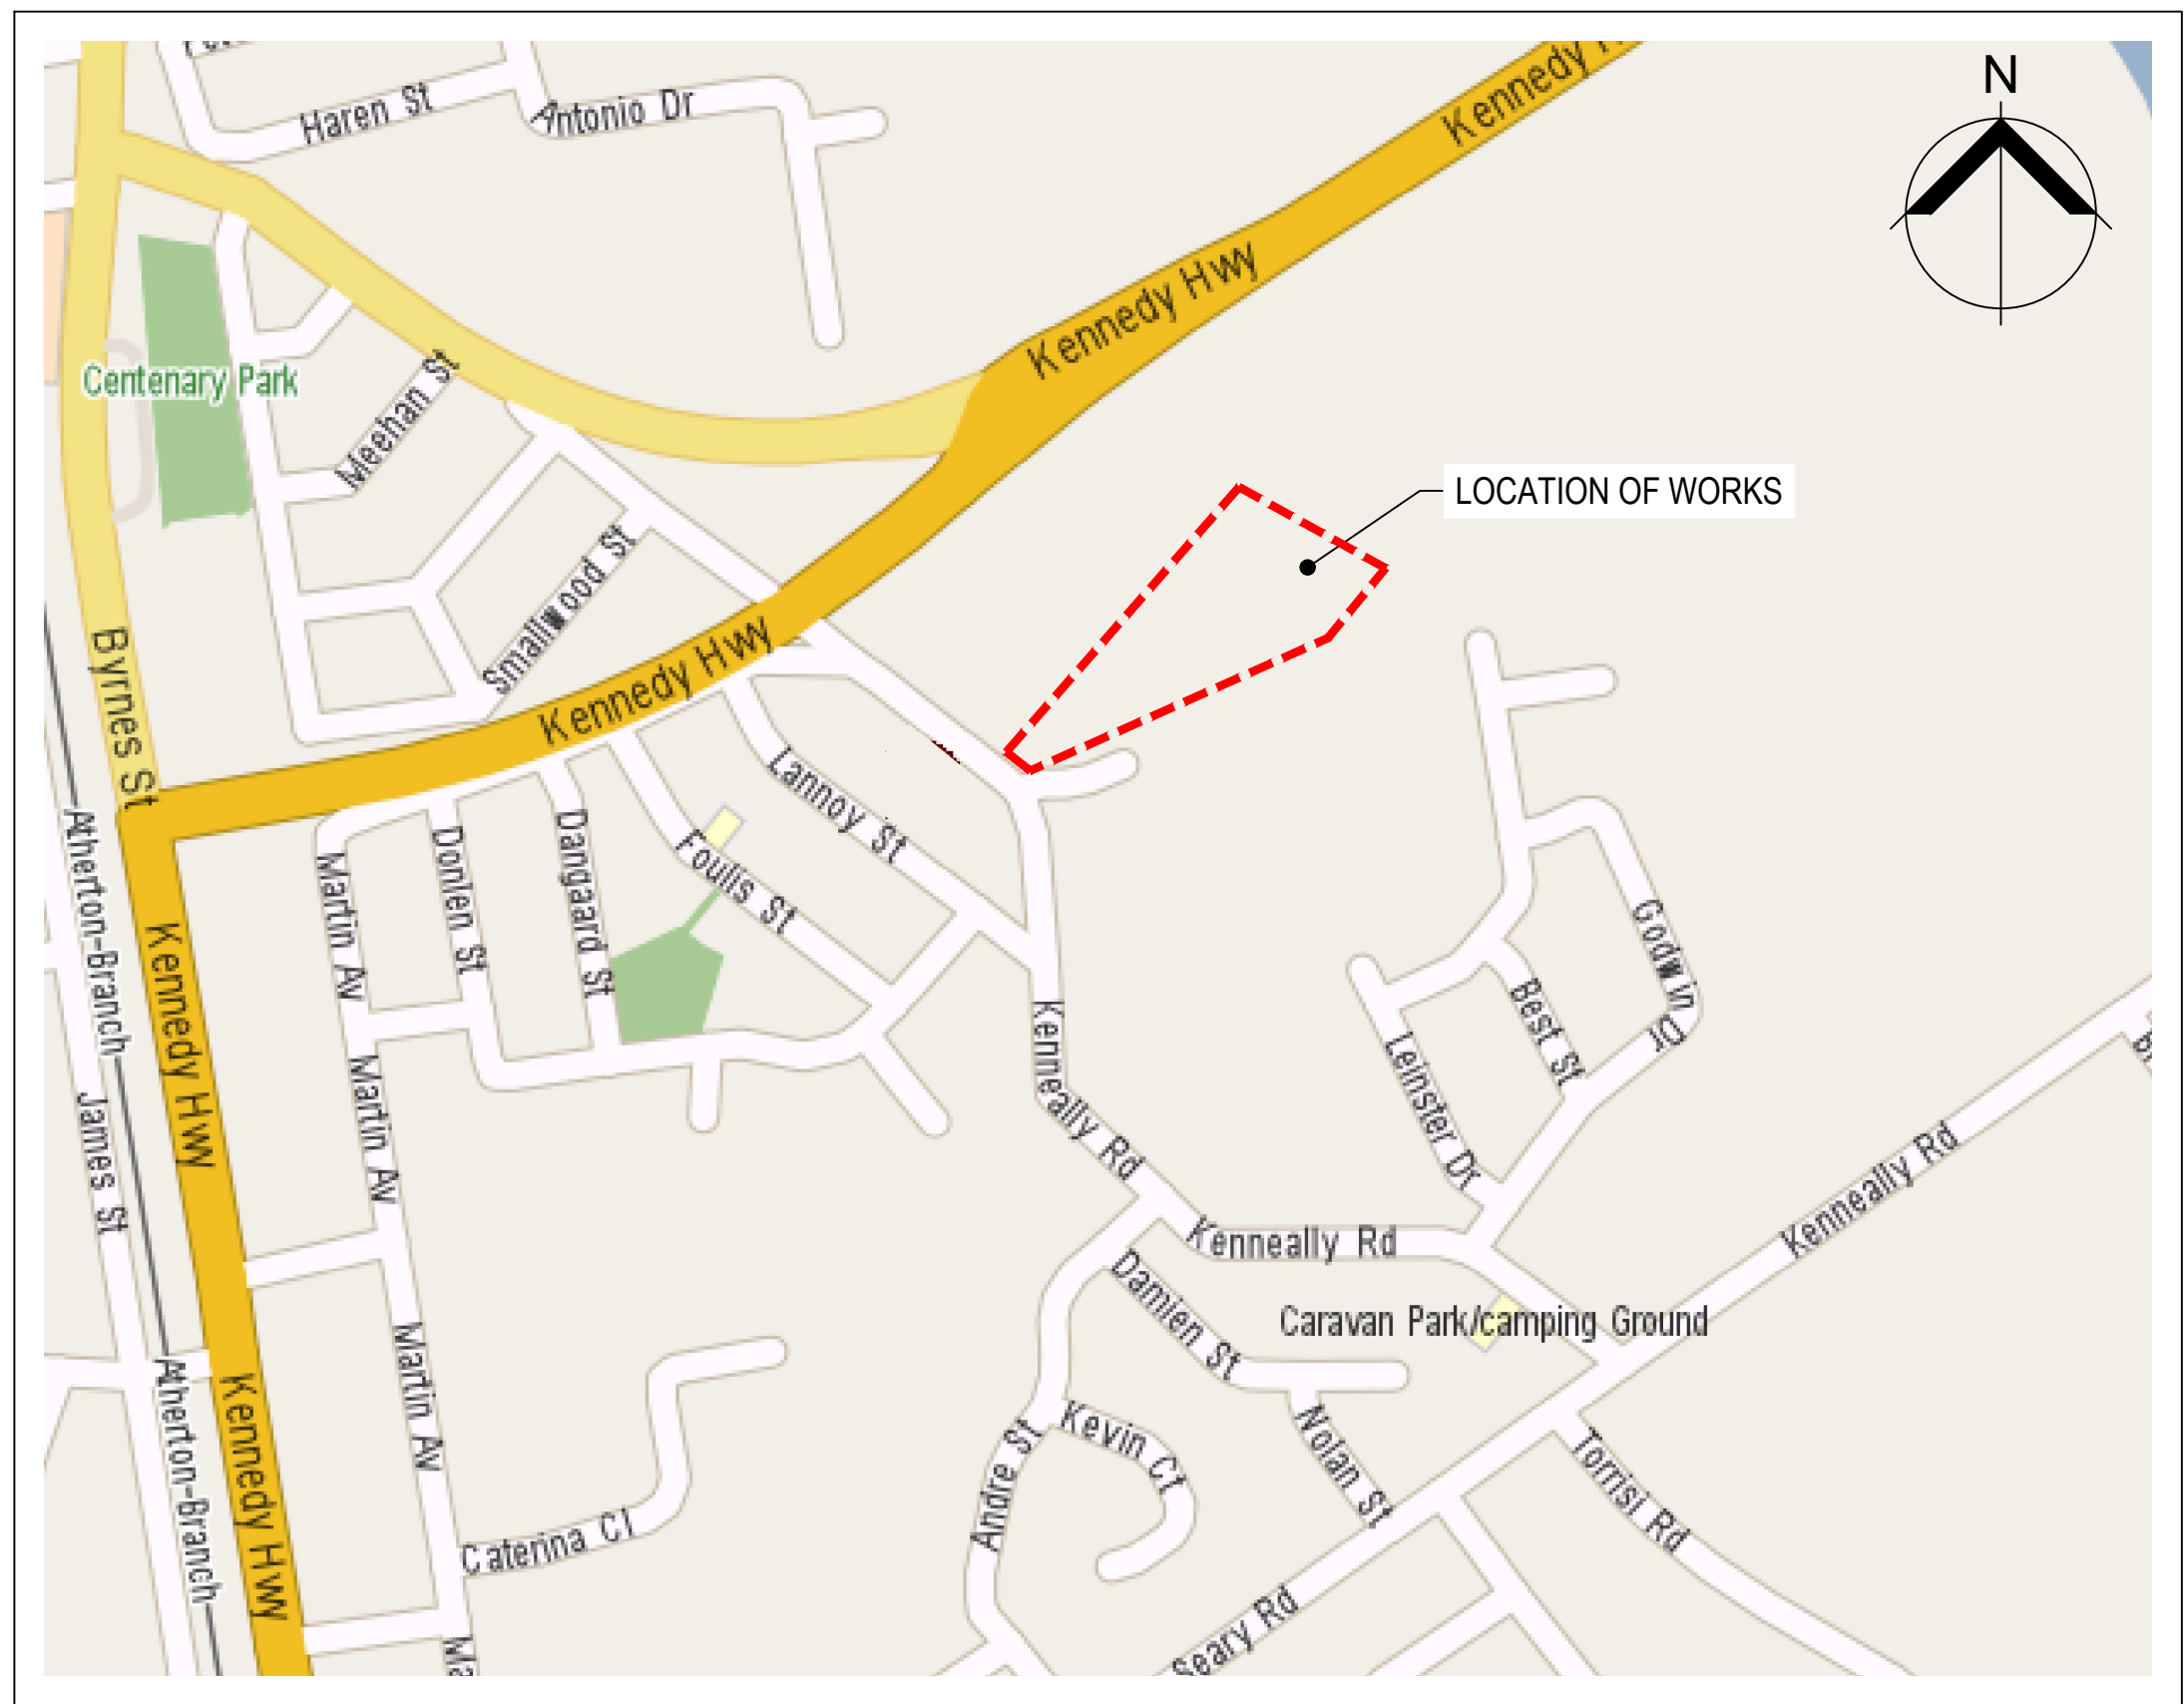 N
Haren St
Antonio Dr
Kennedy
Kennedy Hwy
Centenary Park
Meehan St
LOCATION OF WORKS
Smallwood St
Byrnes St
Kennedy Hwy
Lannoy St
Foulis St
Dangaard St
Donlen St
Martin Av
Atherton-Branch
Kennedy Hwy
Godwin Dr
Best St
Leinster Dr
Kenneally Rd
Martin Av
James St
Kenneally Rd
Kenneally Rd
Damien St
Caravan Park/camping Ground
Martin Av
Atherton-Branch
Kennedy Hwy
Kevin Ct
Andre St
Nolan St
Torrisi Rd
Caterina Cl
Seary Rd
Ma